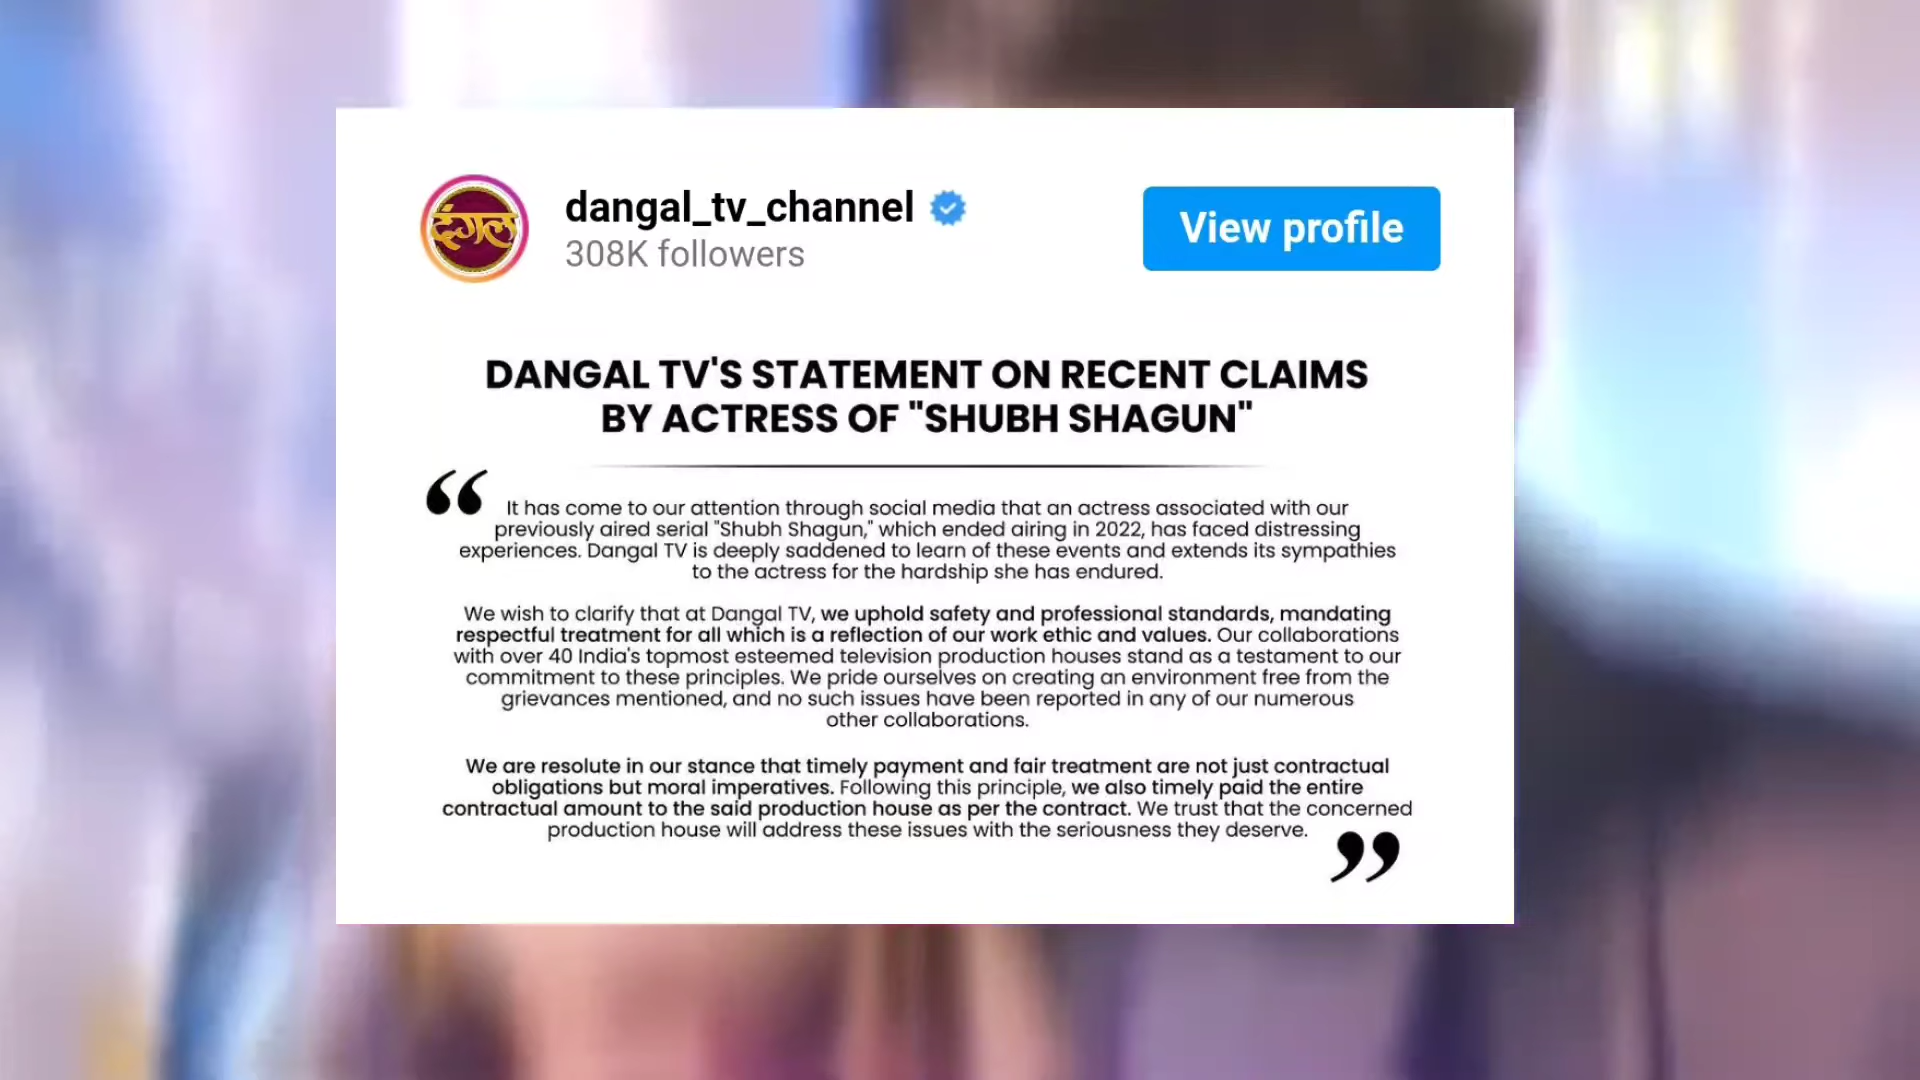 दंगल
dangal_tv_channel
308K followers
View profile
DANGAL TV'S STATEMENT ON RECENT CLAIMS
BY ACTRESS OF "SHUBH SHAGUN"
“ It has come to our attention through social media that an actress associated with our
previously aired serial "Shubh Shagun," which ended airing in 2022, has faced distressing
experiences. Dangal TV is deeply saddened to learn of these events and extends its sympathies
to the actress for the hardship she has endured.
We wish to clarify that at Dangal TV, we uphold safety and professional standards, mandating
respectful treatment for all which is a reflection of our work ethic and values. Our collaborations
with over 40 India's topmost esteemed television production houses stand as a testament to our
commitment to these principles. We pride ourselves on creating an environment free from the
grievances mentioned, and no such issues have been reported in any of our numerous
other collaborations.
We are resolute in our stance that timely payment and fair treatment are not just contractual
obligations but moral imperatives. Following this principle, we also timely paid the entire
contractual amount to the said production house as per the contract. We trust that the concerned
production house will address these issues with the seriousness they deserve. ”